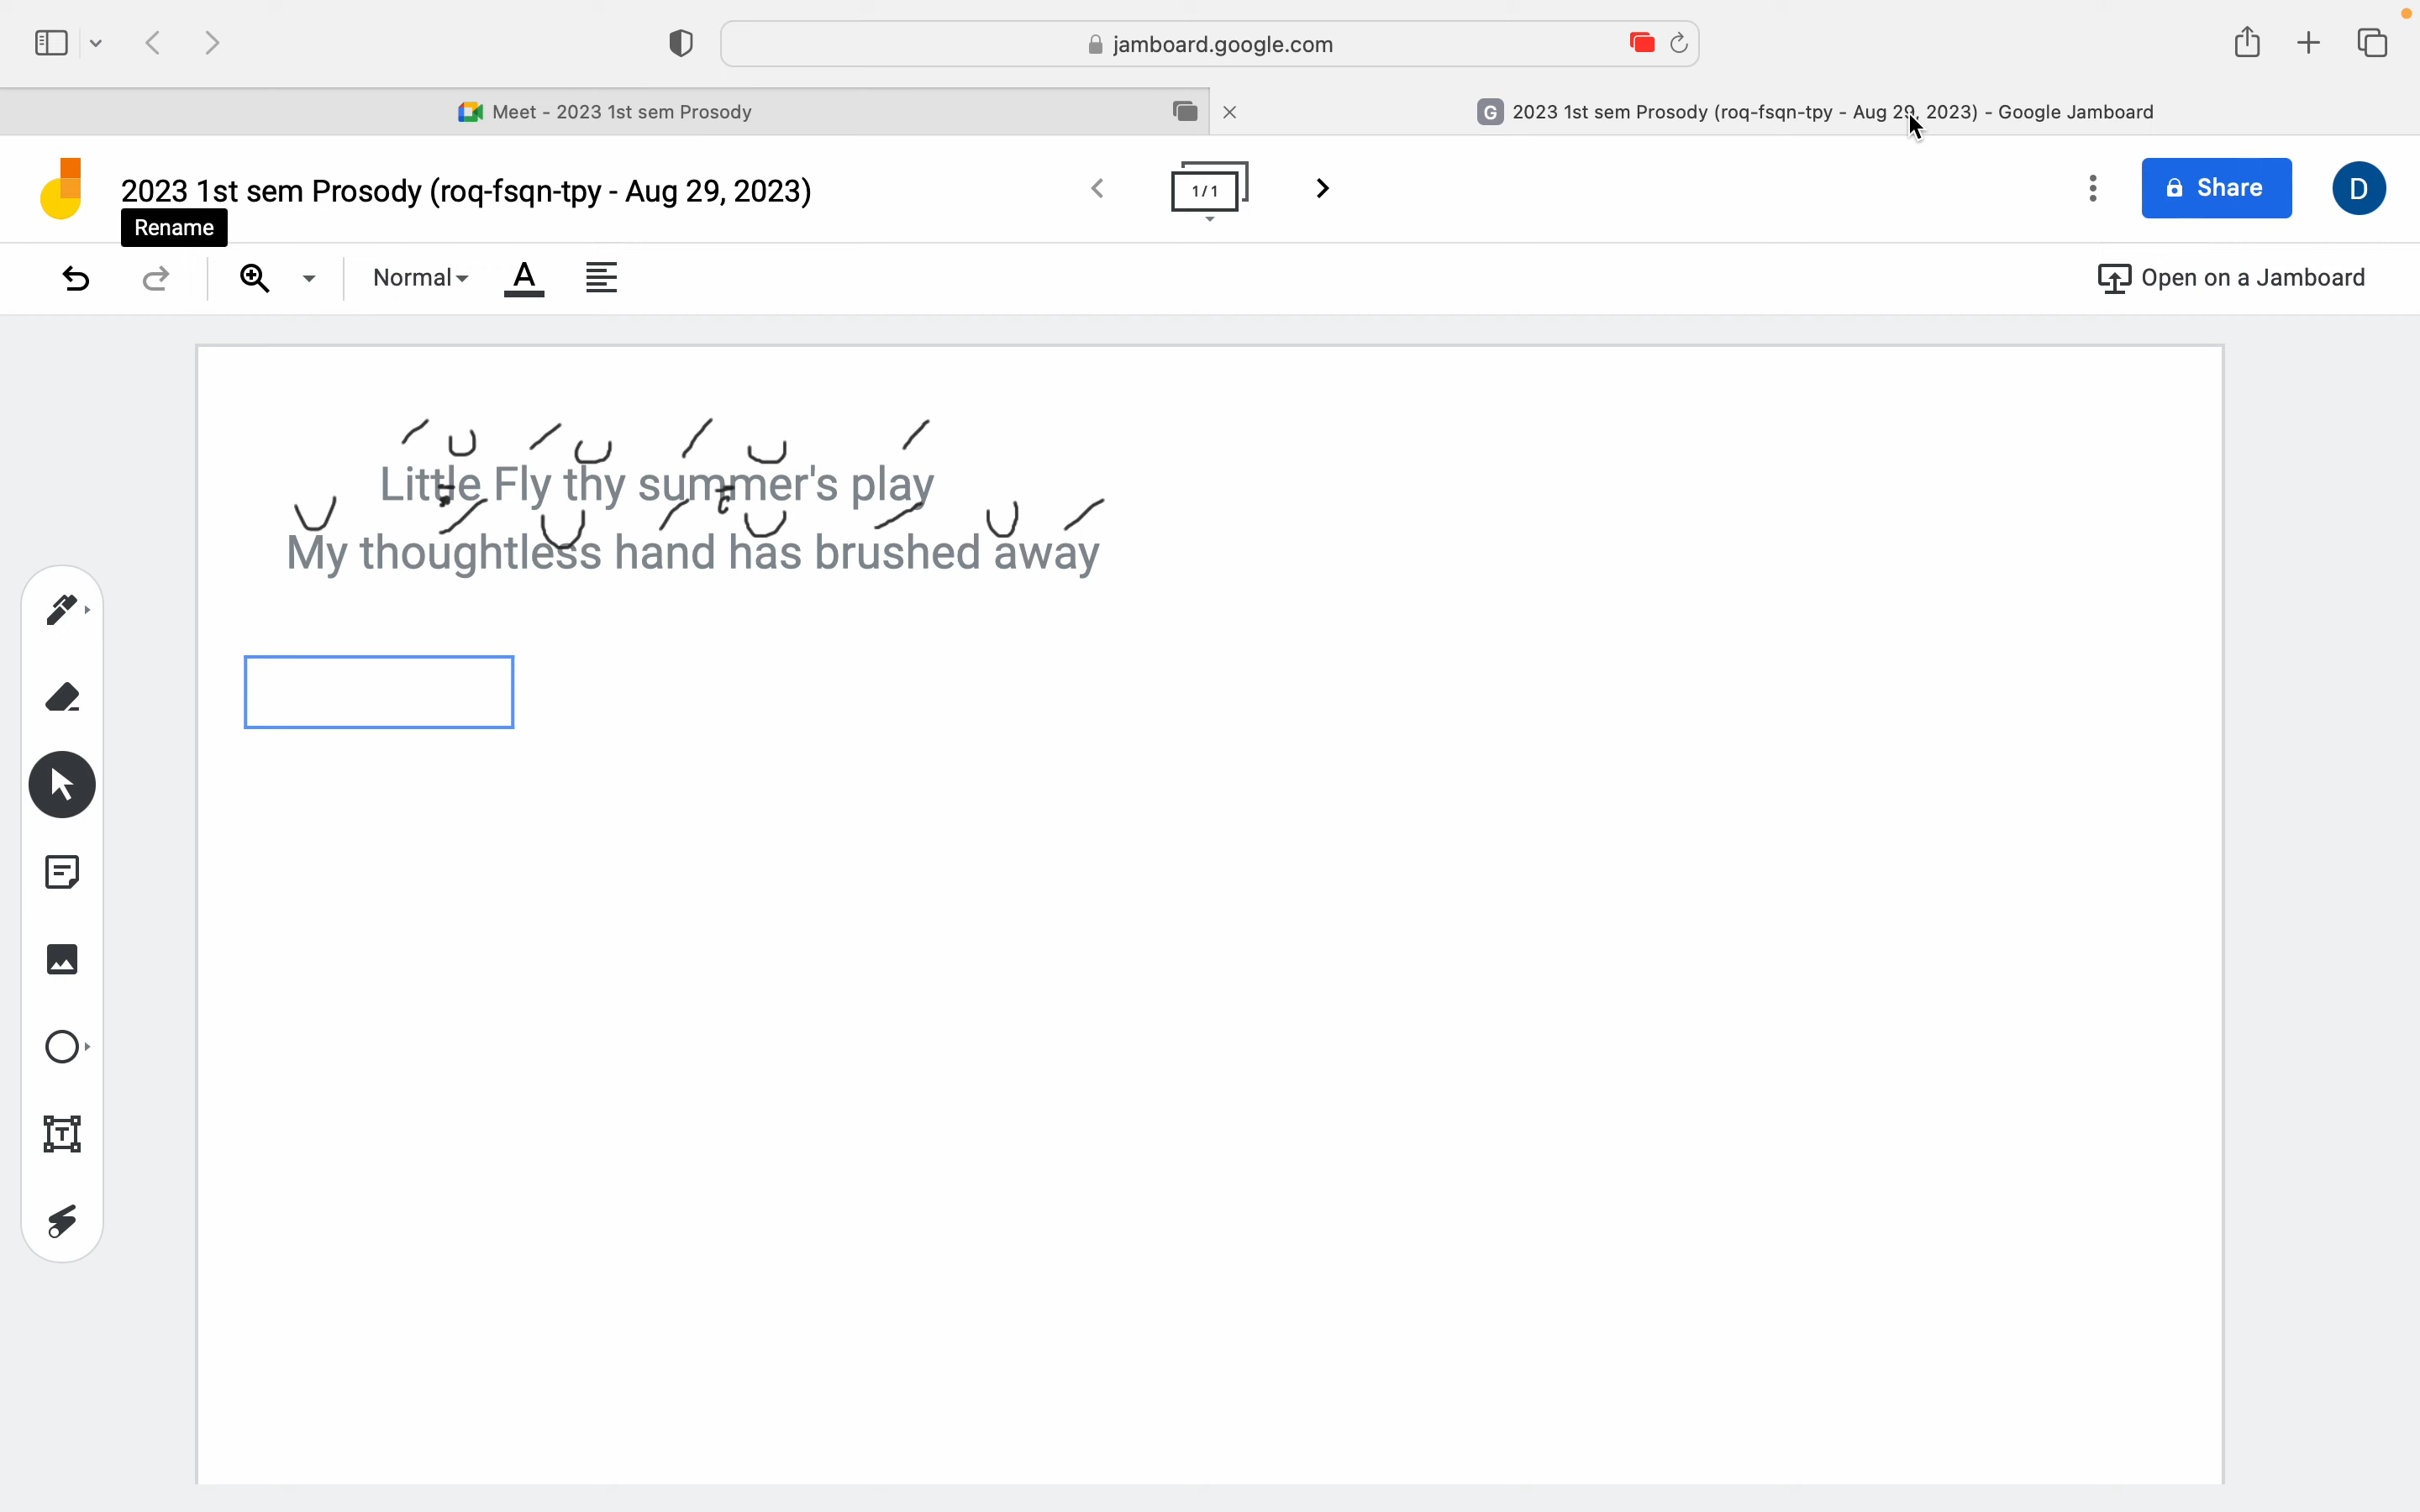 jamboard.google.com
Meet - 2023 1st sem Prosody
G 2023 1st sem Prosody (roq-fsqn-tpy - Aug 29, 2023) - Google Jamboard
2023 1st sem Prosody (roq-fsqn-tpy - Aug 29, 2023)
1/1
Share
D
Rename
Normal
A
Open on a Jamboard
Little Fly thy summer's play
My thoughtless hand has brushed away
T